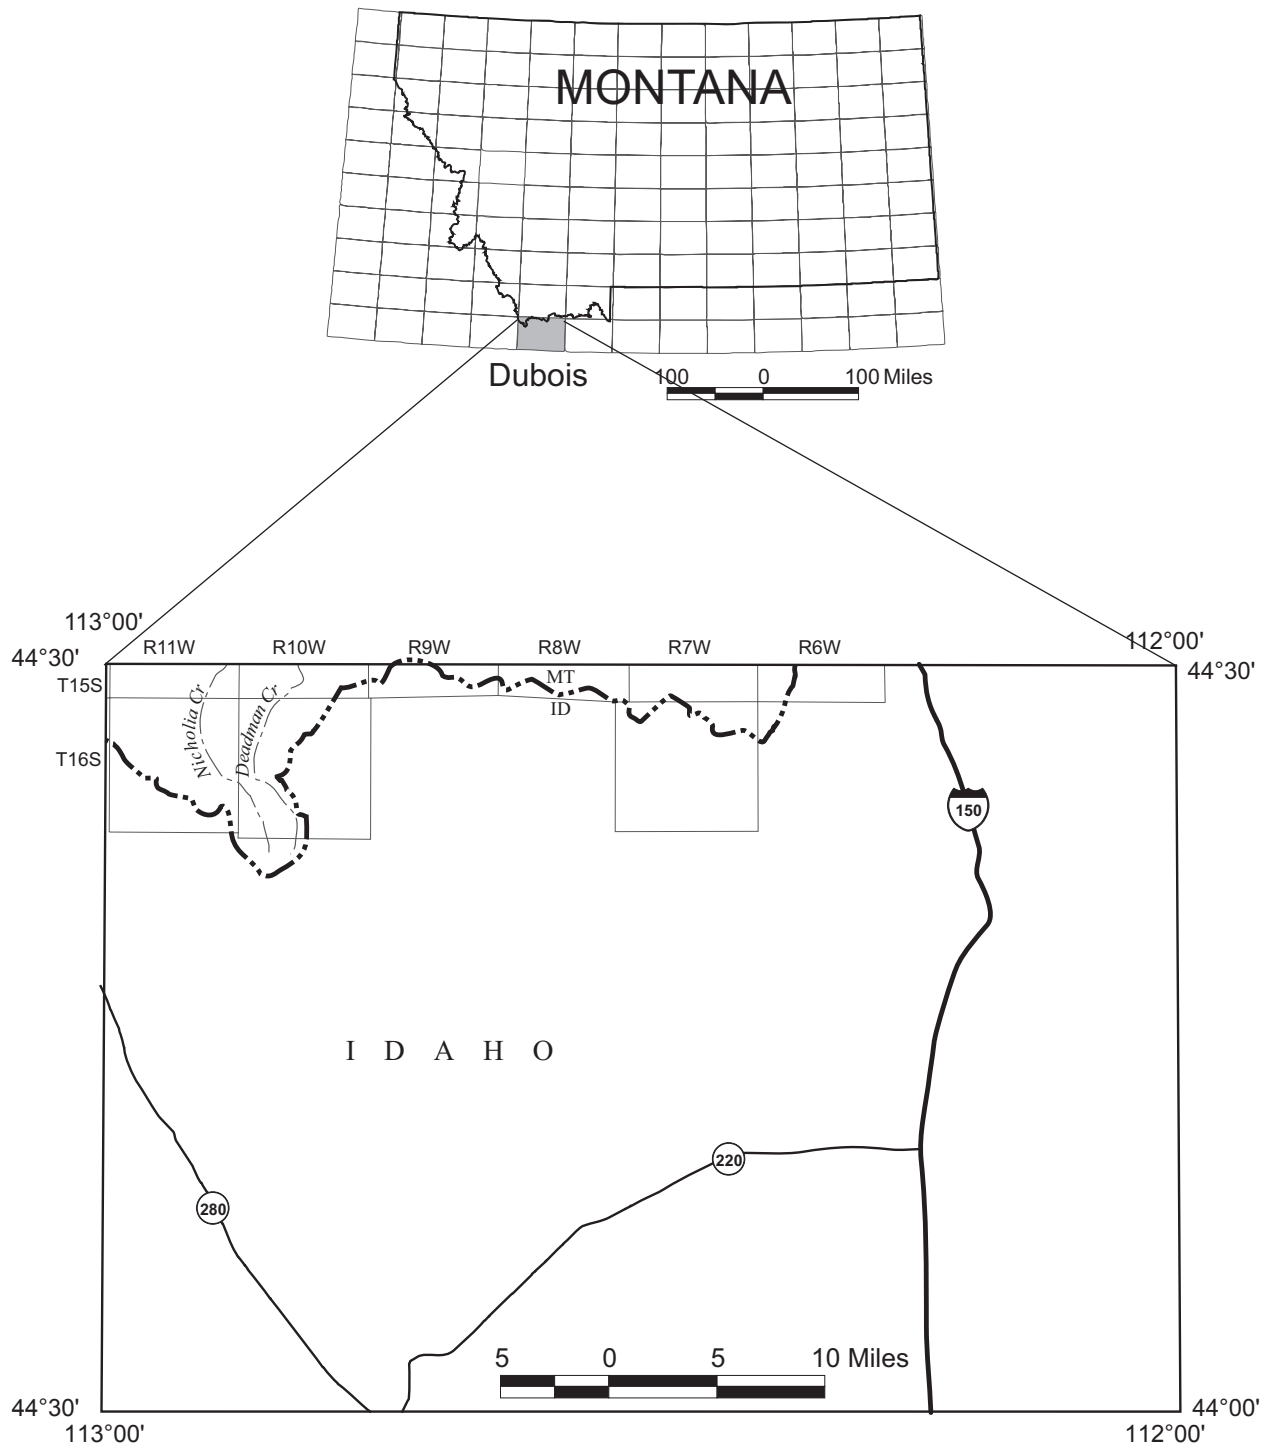 MONTANA
Dubois
100 0 100 Miles
113°00'
112°00'
R11W R10W R9W R8W R7W R6W
44°30'
44°30'
T15S
MT
ID
Nicholia Cr
Deadman Cr
T16S
150
I D A H O
220
280
5 0 5 10 Miles
44°30'
44°00'
113°00'
112°00'